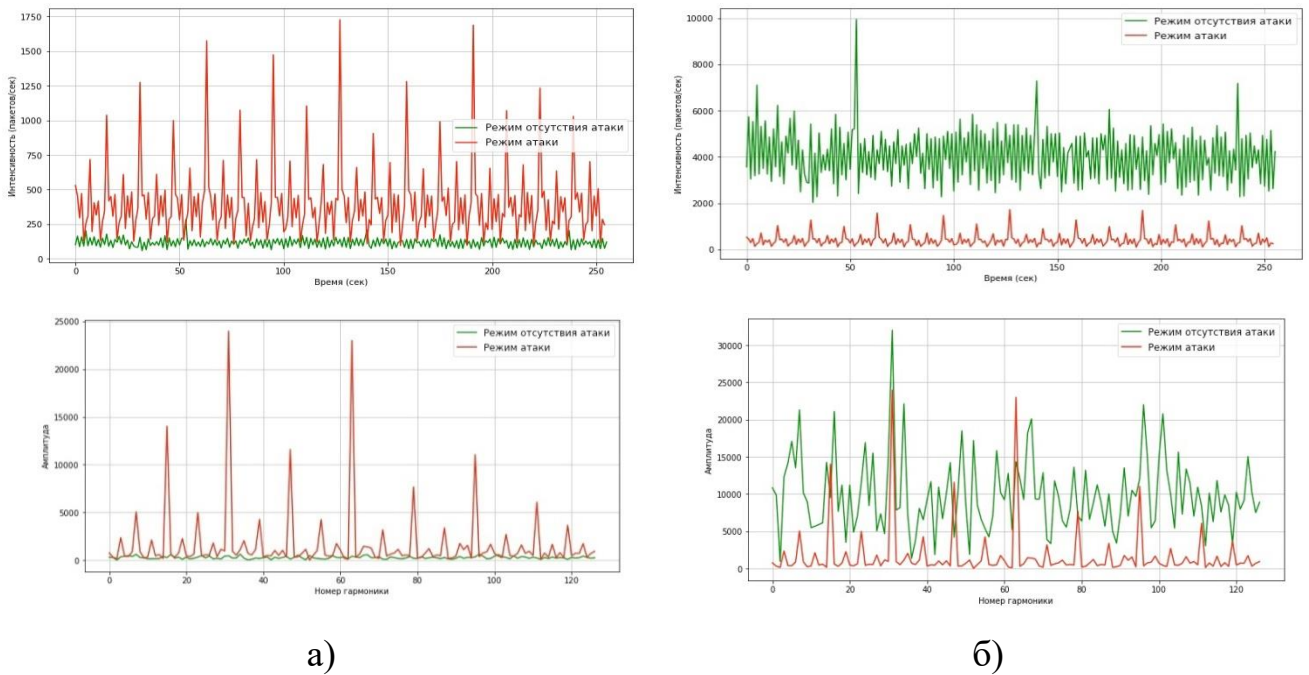 1750
1500
1250
1000
750
500
250
0
Интенсивность (пакетов/сек)
Режим отсутствия атаки
Режим атаки
0 50 100 150 200 250
Время (сек)
10000
8000
6000
4000
2000
0
Интенсивность (пакетов/сек)
Режим отсутствия атаки
Режим атаки
0 50 100 150 200 250
Время (сек)
25000
20000
15000
10000
5000
0
Амплитуда
Режим отсутствия атаки
Режим атаки
0 20 40 60 80 100 120
Номер гармоники
30000
25000
20000
15000
10000
5000
0
Амплитуда
Режим отсутствия атаки
Режим атаки
0 20 40 60 80 100 120
Номер гармоники
а) б)